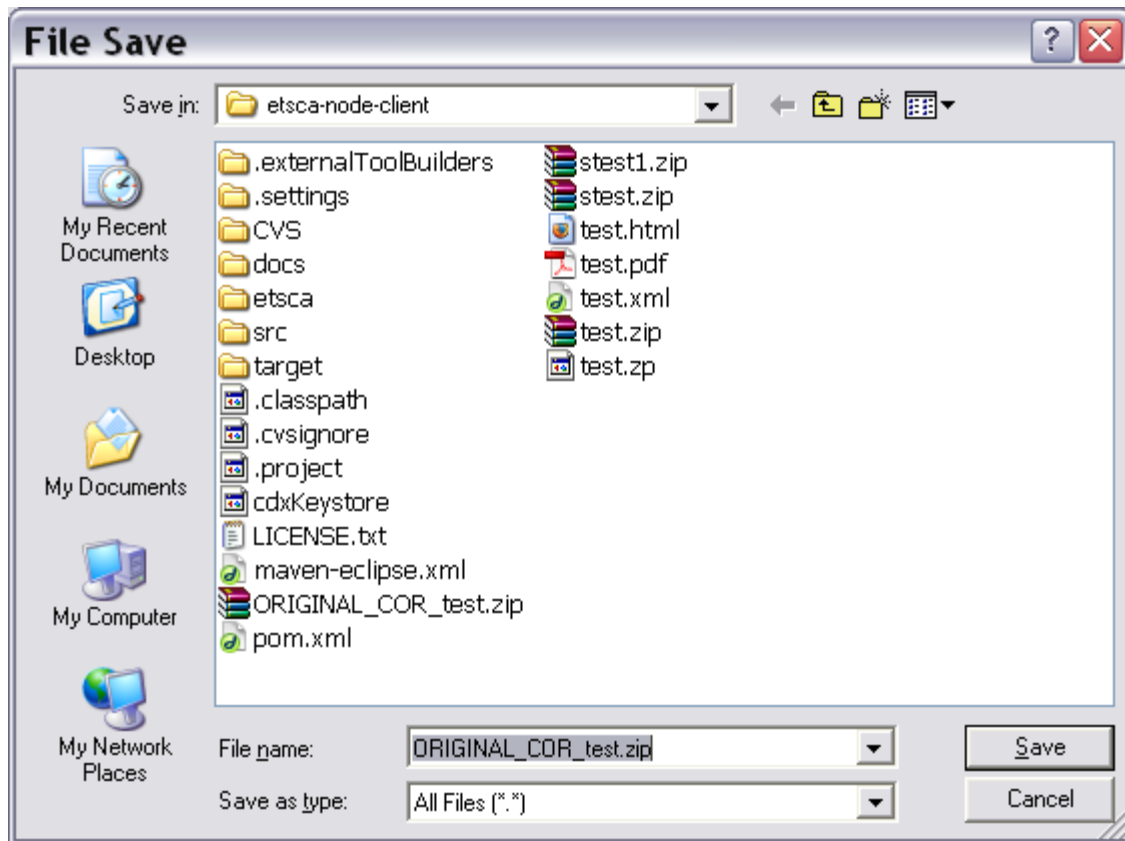 File Save
Save in:
etsca-node-client
My Recent
Documents
Desktop
My Documents
My Computer
My Network
Places
.externalToolBuilders
.settings
CVS
docs
etsca
src
target
.classpath
.cvsignore
.project
cdxKeystore
LICENSE.txt
maven-eclipse.xml
ORIGINAL_COR_test.zip
pom.xml
stest1.zip
stest.zip
test.html
test.pdf
test.xml
test.zip
test.zp
File name:
ORIGINAL_COR_test.zip
Save
Save as type:
All Files (*.*)
Cancel